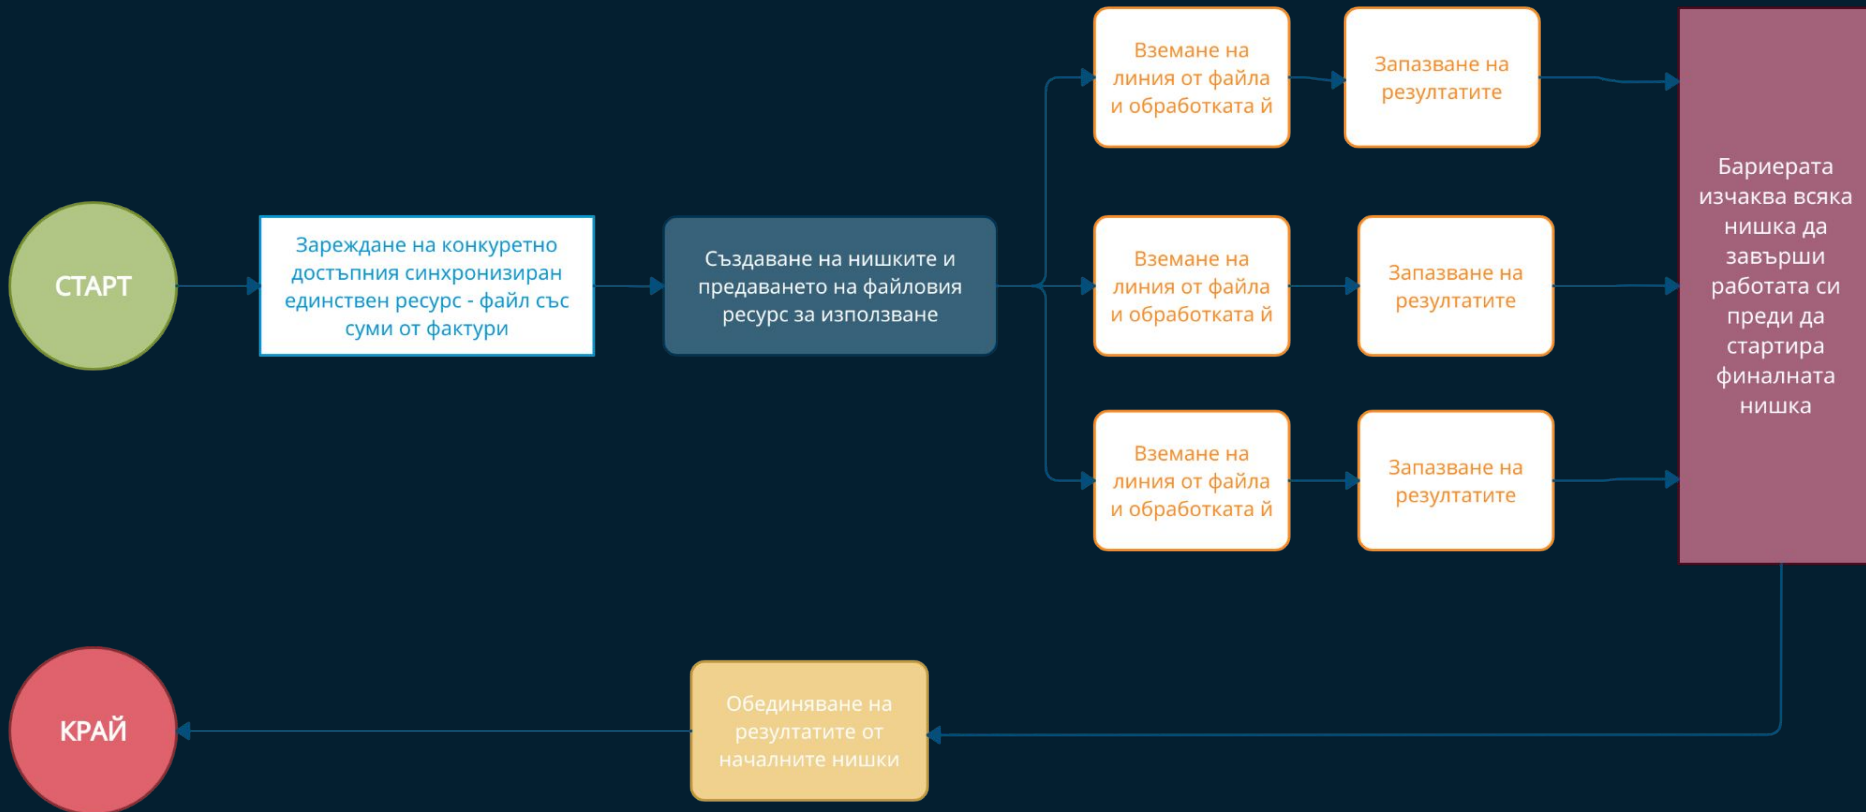 СТАРТ
Зареждане на конкуретно
достъпния синхронизиран
единствен ресурс - файл със
суми от фактури
Създаване на нишките и
предаването на файловия
ресурс за използване
Вземане на
линия от файла
и обработката й
Запазване на
резултатите
Вземане на
линия от файла
и обработката й
Запазване на
резултатите
Вземане на
линия от файла
и обработката й
Запазване на
резултатите
Бариерата
изчаква всяка
нишка да
завърши
работата си
преди да
стартира
финалната
нишка
Обединяване на
резултатите от
началните нишки
КРАЙ